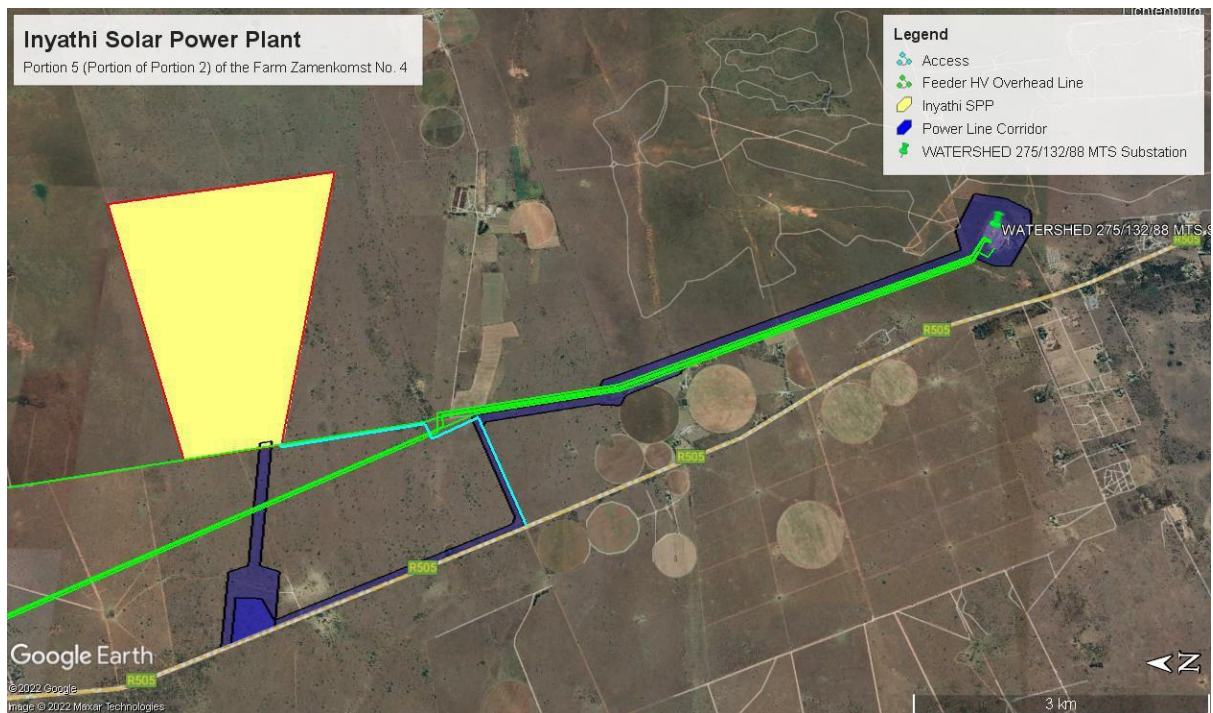 Lichtenburg
Inyathi Solar Power Plant
Portion 5 (Portion of Portion 2) of the Farm Zamenkomst No. 4
Legend
Access
Feeder HV Overhead Line
Inyathi SPP
Power Line Corridor
WATERSHED 275/132/88 MTS Substation
WATERSHED 275/132/88 MTS S
R505
R505
R505
R505
R505
Google Earth
© 2022 Google
Image © 2022 Maxar Technologies
N
3 km